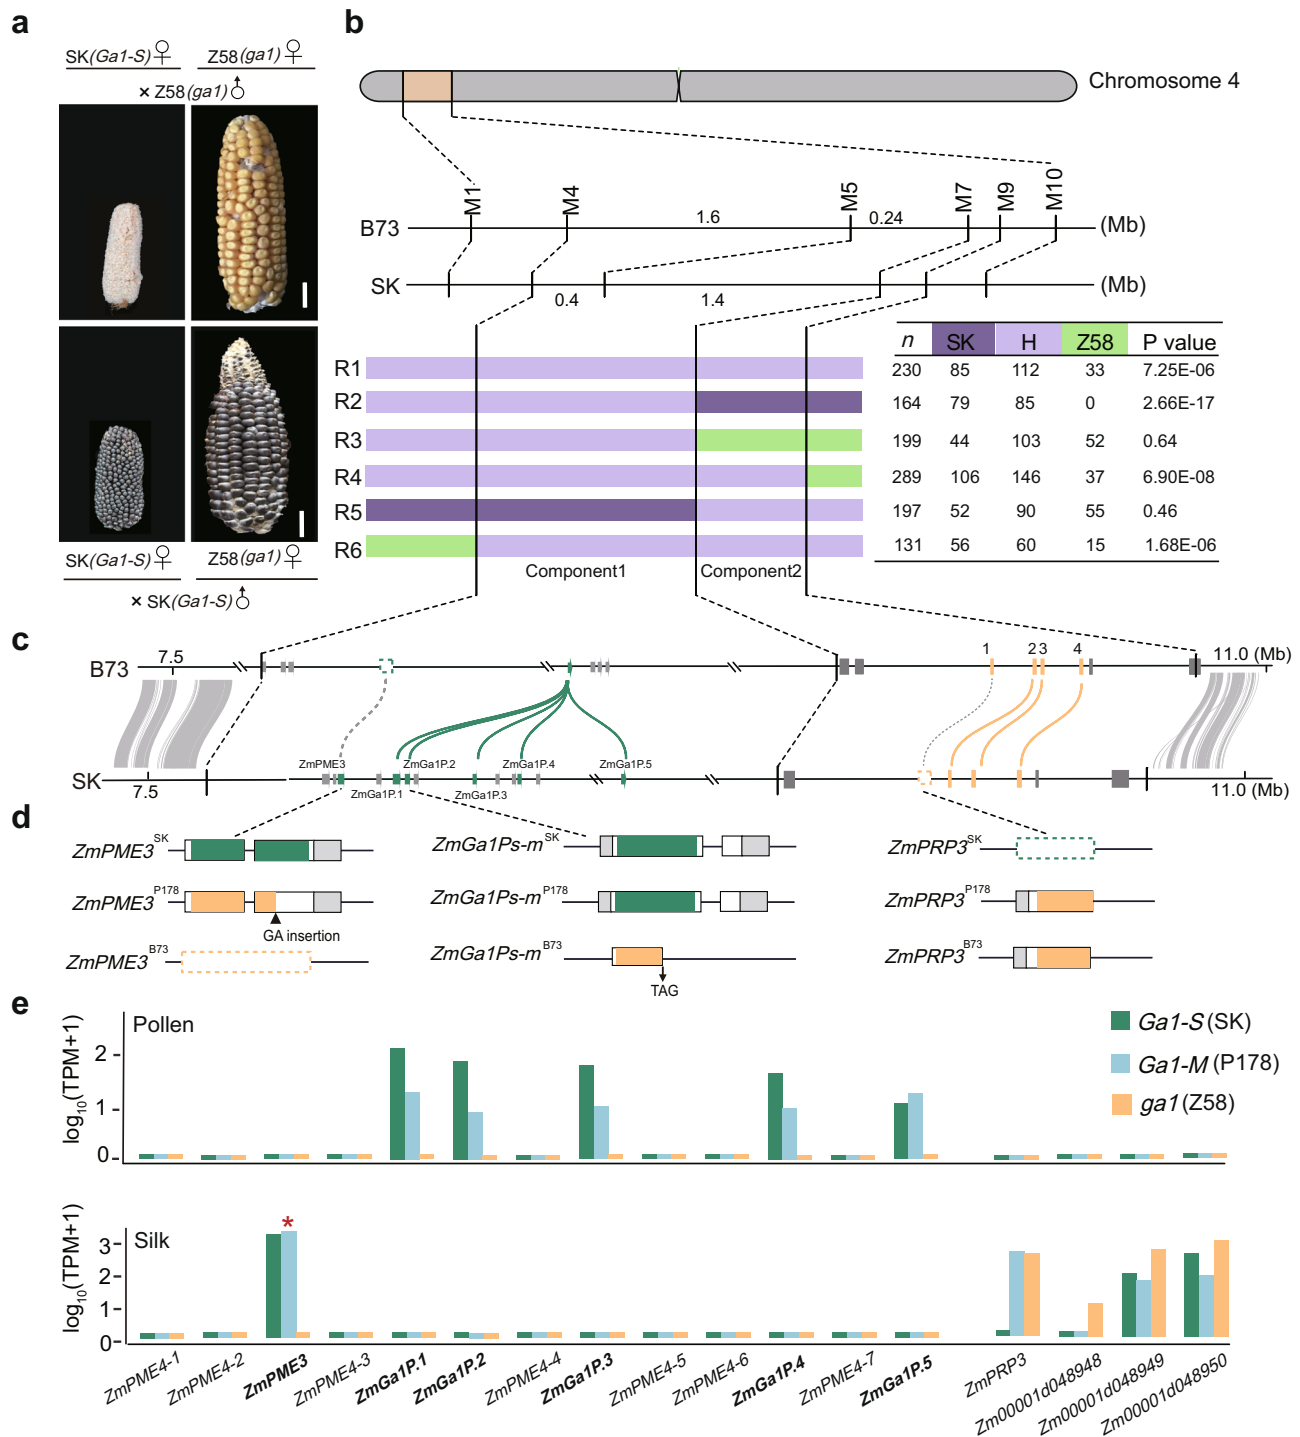 a
SK(Ga1-S)♀ Z58(ga1)♀
× Z58(ga1)♂
SK(Ga1-S)♀ Z58(ga1)♀
× SK(Ga1-S)♂
b
Chromosome 4
M1 M4 M5 M7 M9 M10
B73 1.6 0.24 (Mb)
SK 0.4 1.4 (Mb)
n SK H Z58 P value
R1 230 85 112 33 7.25E-06
R2 164 79 85 0 2.66E-17
R3 199 44 103 52 0.64
R4 289 106 146 37 6.90E-08
R5 197 52 90 55 0.46
R6 131 56 60 15 1.68E-06
Component1 Component2
c
B73 7.5 1 2 3 4 11.0 (Mb)
ZmPME3 ZmGa1P.2 ZmGa1P.4 ZmGa1P.5
SK 7.5 ZmGa1P.1 ZmGa1P.3 11.0 (Mb)
d
ZmPME3SK ZmGa1Ps-mSK ZmPRP3SK
ZmPME3P178 ZmGa1Ps-mP178 ZmPRP3P178
GA insertion
ZmPME3B73 ZmGa1Ps-mB73 ZmPRP3B73
TAG
e
Pollen
log10(TPM+1)
2
1
0
Ga1-S (SK)
Ga1-M (P178)
ga1 (Z58)
Silk
*
log10(TPM+1)
3
2
1
0
ZmPME4-1 ZmPME4-2 ZmPME3 ZmPME4-3 ZmGa1P.1 ZmGa1P.2 ZmPME4-4 ZmGa1P.3 ZmPME4-5 ZmPME4-6 ZmGa1P.4 ZmPME4-7 ZmGa1P.5 ZmPRP3 Zm00001d048948 Zm00001d048949 Zm00001d048950